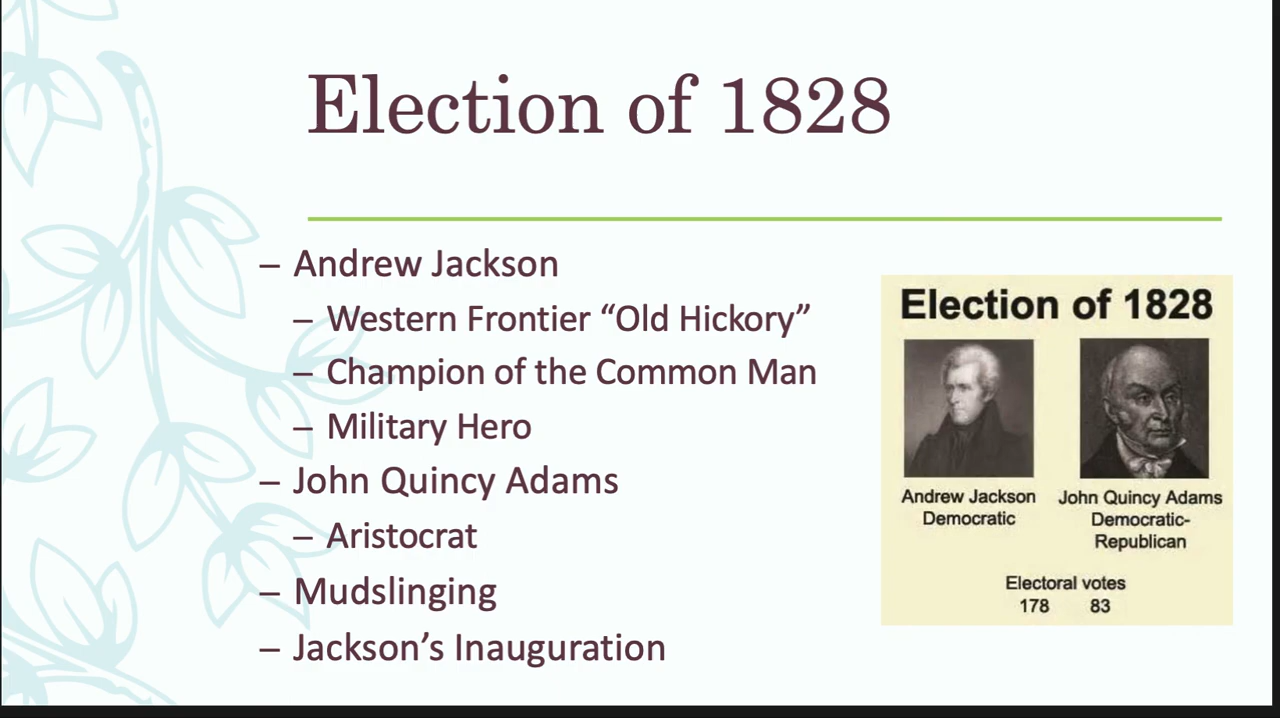 Election of 1828
– Andrew Jackson
– Western Frontier “Old Hickory”
– Champion of the Common Man
– Military Hero
– John Quincy Adams
– Aristocrat
– Mudslinging
– Jackson’s Inauguration
Election of 1828
Andrew Jackson
Democratic
John Quincy Adams
Democratic-
Republican
Electoral votes
178 83